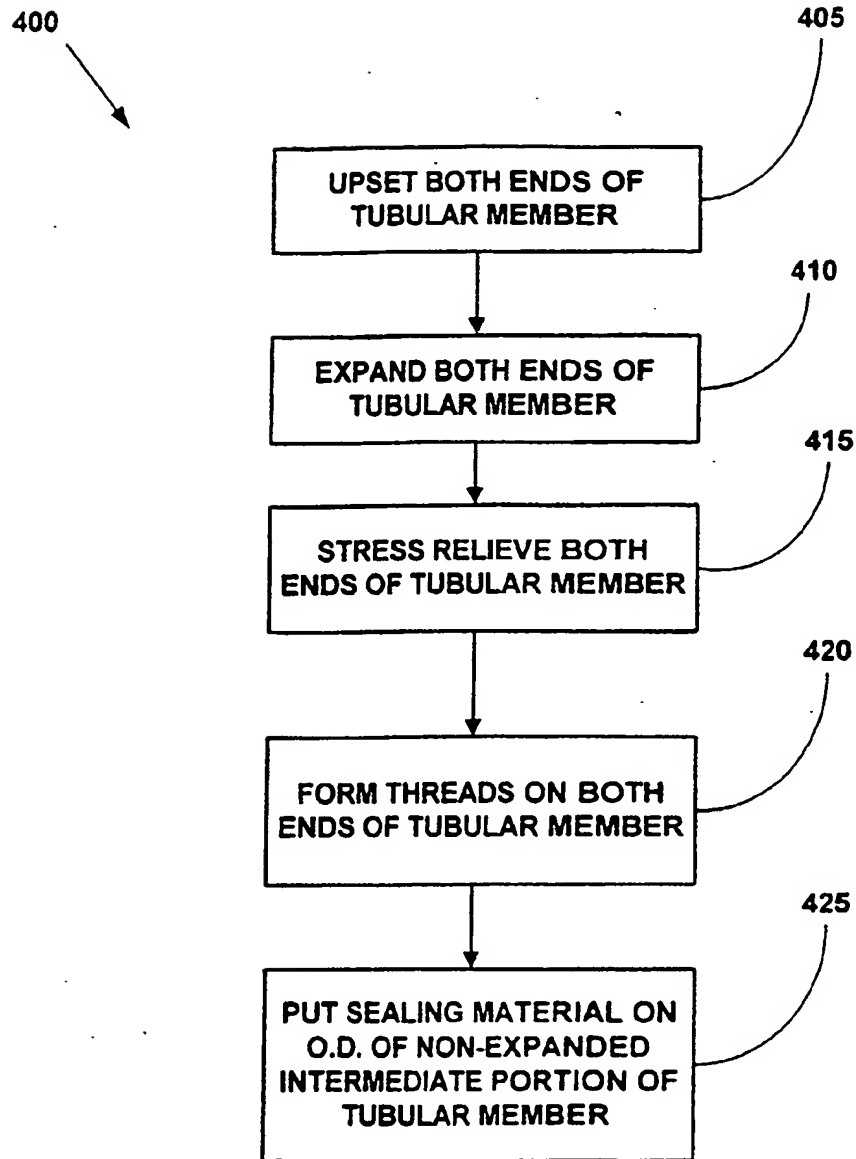 400
405
UPSET BOTH ENDS OF
TUBULAR MEMBER
410
EXPAND BOTH ENDS OF
TUBULAR MEMBER
415
STRESS RELIEVE BOTH
ENDS OF TUBULAR MEMBER
420
FORM THREADS ON BOTH
ENDS OF TUBULAR MEMBER
425
PUT SEALING MATERIAL ON
O.D. OF NON-EXPANDED
INTERMEDIATE PORTION OF
TUBULAR MEMBER